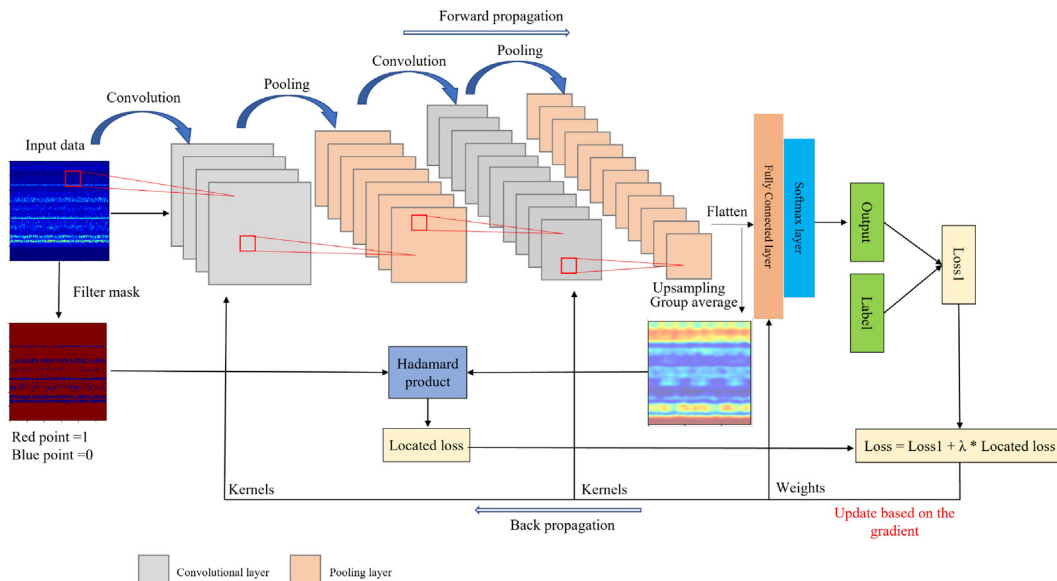 Forward propagation
Convolution
Pooling
Convolution
Pooling
Input data
Fully Connected layer
Softmax layer
Flatten
Output
Loss1
Label
Filter mask
Upsampling
Group average
Hadamard
product
Red point =1
Blue point =0
Located loss
Loss = Loss1 + λ * Located loss
Kernels
Kernels
Weights
Update based on the
gradient
Back propagation
Convolutional layer
Pooling layer